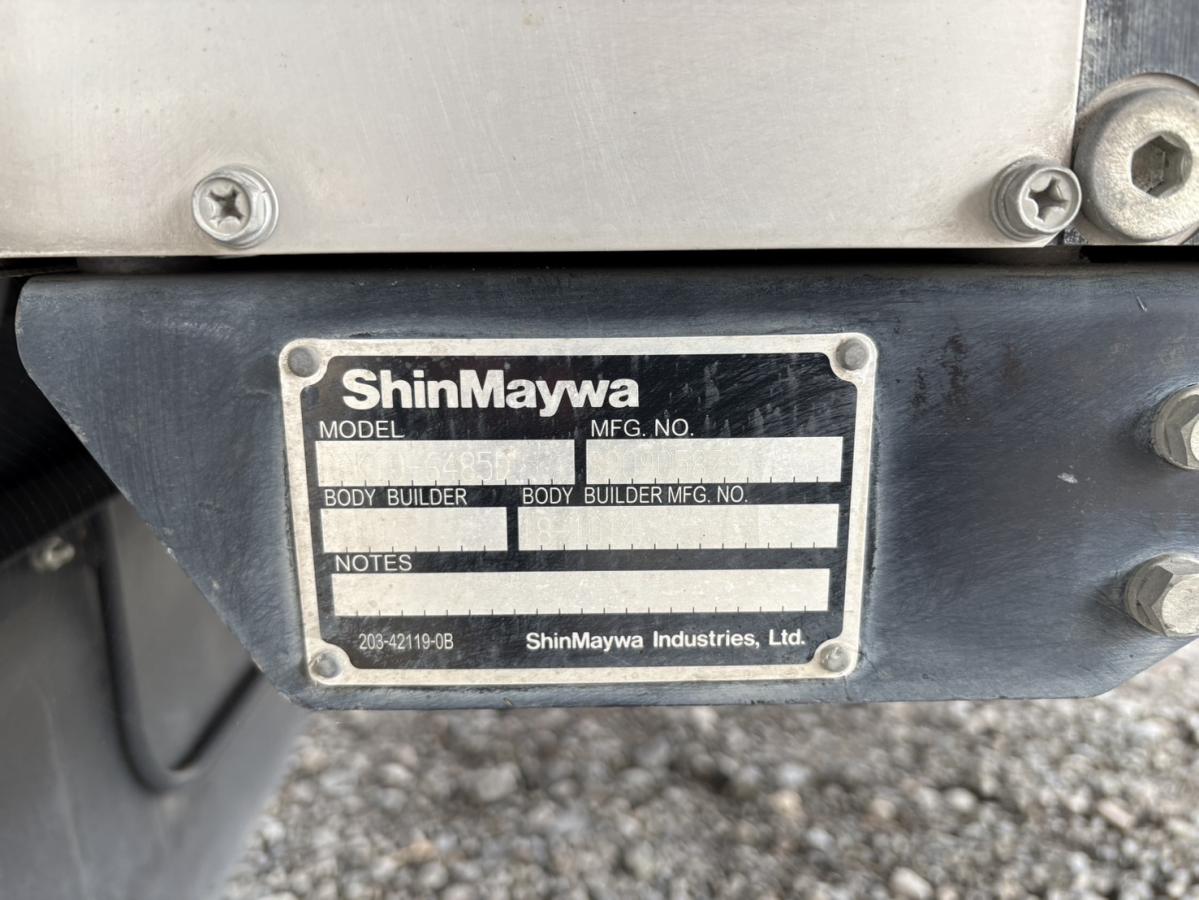 ShinMaywa
MODEL MFG. NO.
BODY BUILDER BODY BUILDER MFG. NO.
NOTES
203-42119-0B ShinMaywa Industries, Ltd.